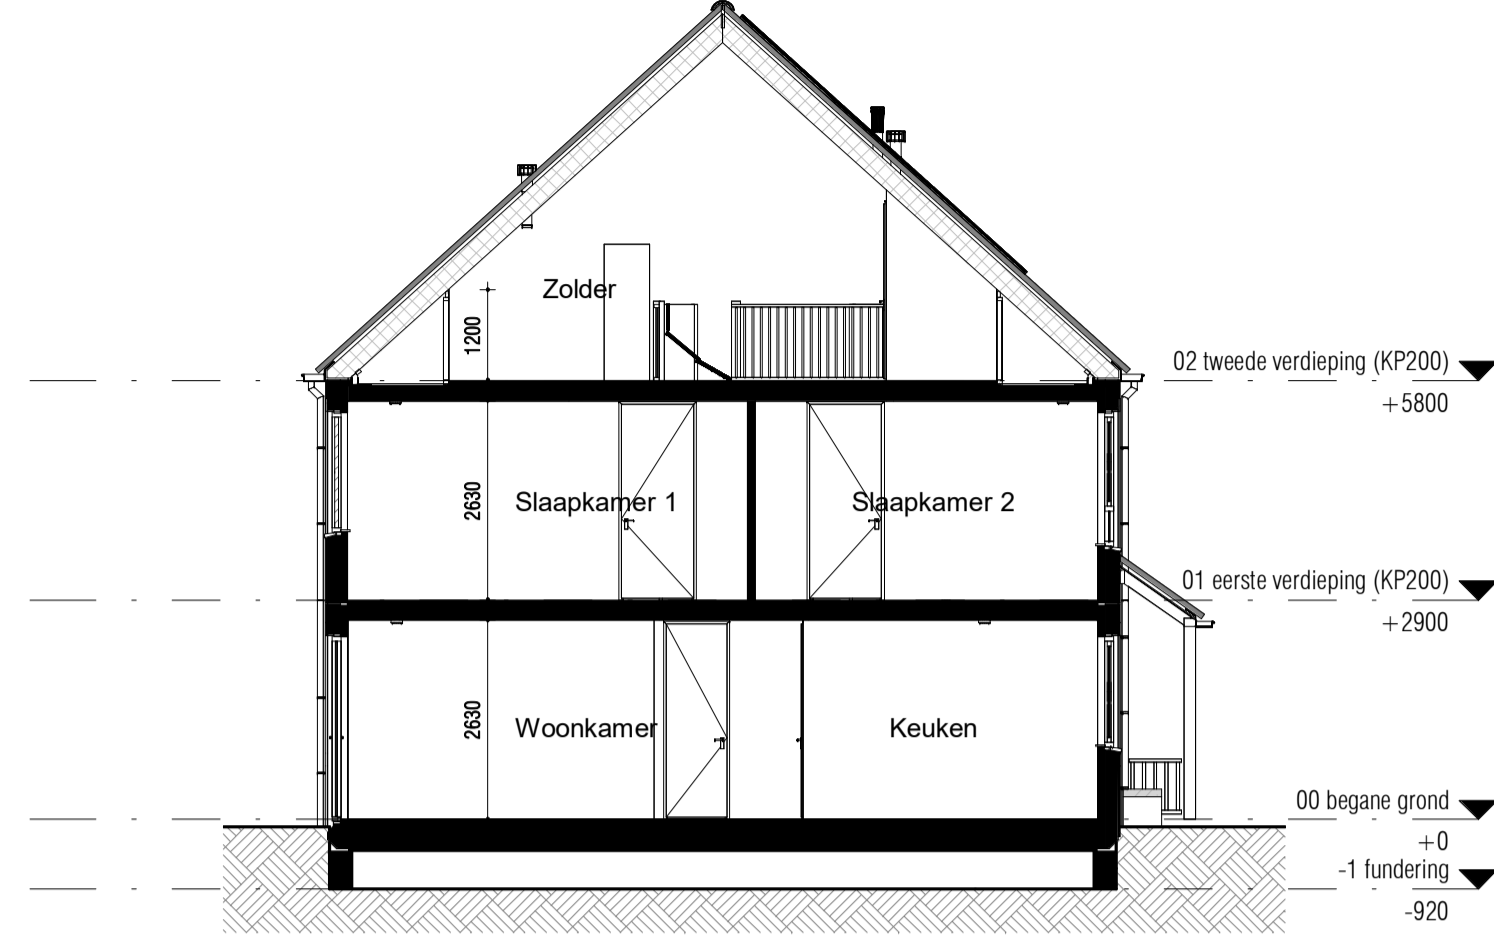 Zolder
1200
02 tweede verdieping (KP200)
+5800
2630
Slaapkamer 1
Slaapkamer 2
01 eerste verdieping (KP200)
+2900
2630
Woonkamer
Keuken
00 begane grond
+0
-1 fundering
-920